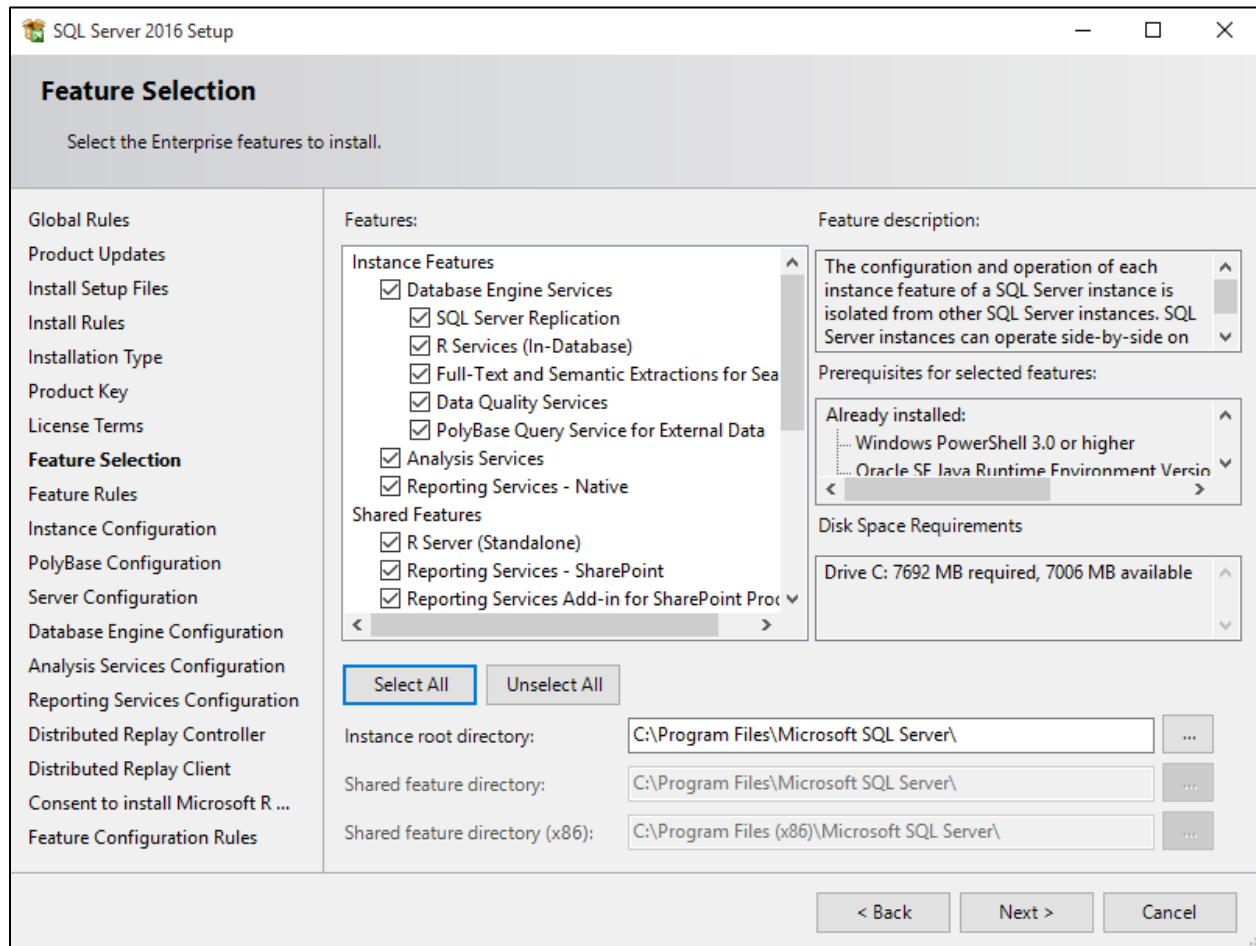 SQL Server 2016 Setup
Feature Selection
Select the Enterprise features to install.
Global Rules
Product Updates
Install Setup Files
Install Rules
Installation Type
Product Key
License Terms
Feature Selection
Feature Rules
Instance Configuration
PolyBase Configuration
Server Configuration
Database Engine Configuration
Analysis Services Configuration
Reporting Services Configuration
Distributed Replay Controller
Distributed Replay Client
Consent to install Microsoft R ...
Feature Configuration Rules
Features:
Instance Features
Database Engine Services
SQL Server Replication
R Services (In-Database)
Full-Text and Semantic Extractions for Sea
Data Quality Services
PolyBase Query Service for External Data
Analysis Services
Reporting Services - Native
Shared Features
R Server (Standalone)
Reporting Services - SharePoint
Reporting Services Add-in for SharePoint Proc
Feature description:
The configuration and operation of each
instance feature of a SQL Server instance is
isolated from other SQL Server instances. SQL
Server instances can operate side-by-side on
Prerequisites for selected features:
Already installed:
Windows PowerShell 3.0 or higher
Oracle SE Java Runtime Environment Versio
Disk Space Requirements
Drive C: 7692 MB required, 7006 MB available
Select All
Unselect All
Instance root directory:
C:\Program Files\Microsoft SQL Server\
...
Shared feature directory:
C:\Program Files\Microsoft SQL Server\
...
Shared feature directory (x86):
C:\Program Files (x86)\Microsoft SQL Server\
...
< Back
Next >
Cancel